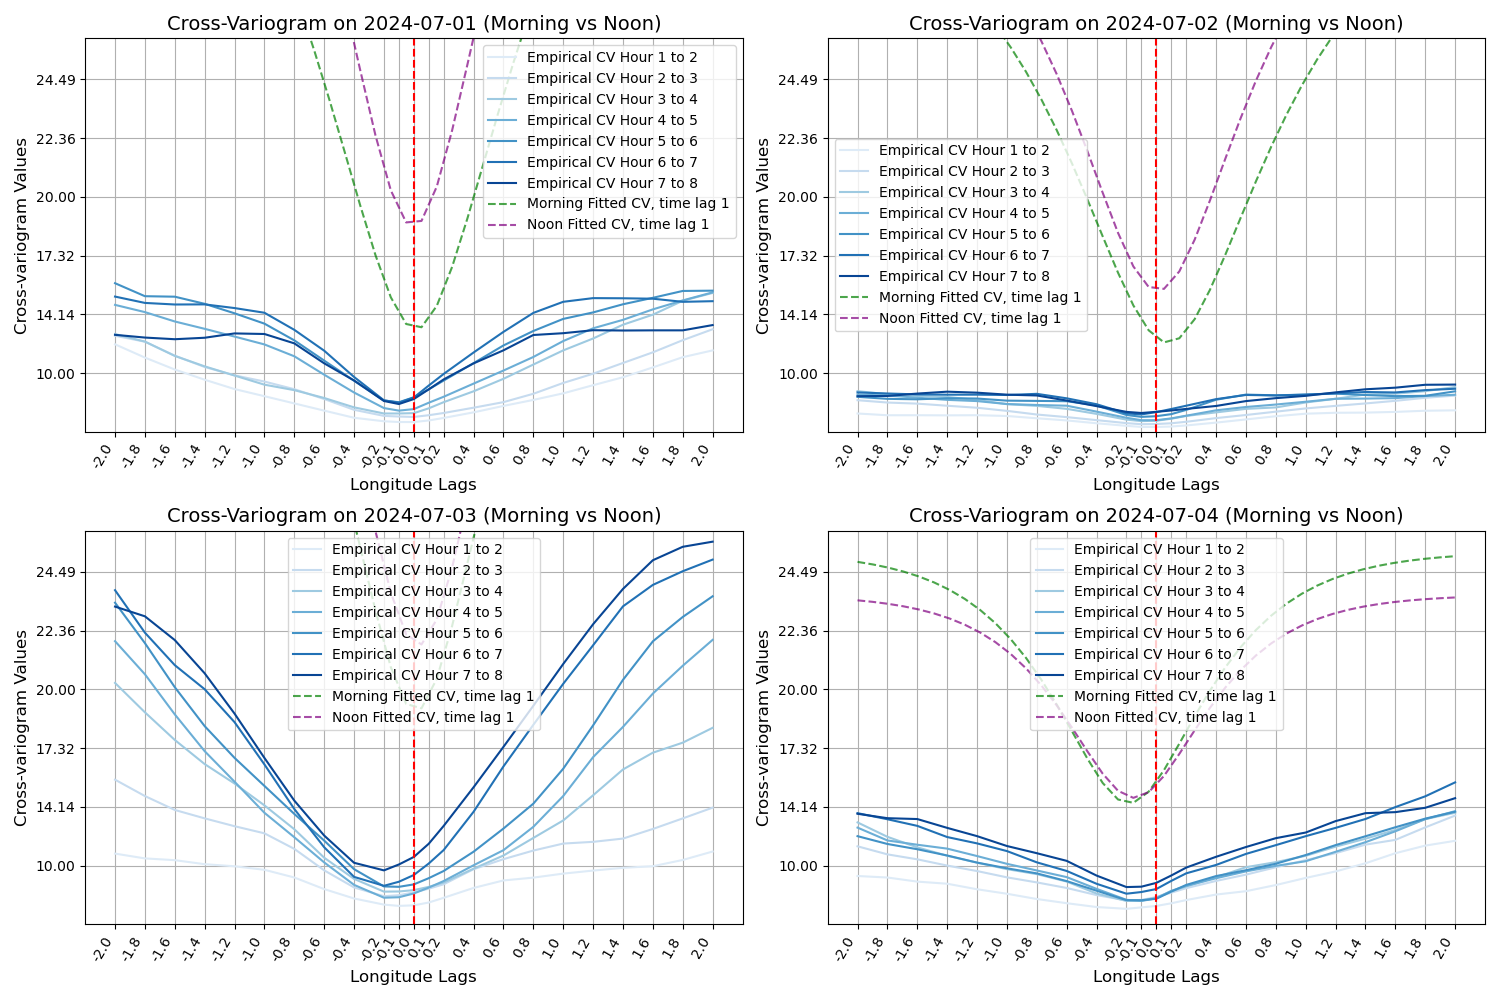 Cross-Variogram on 2024-07-01 (Morning vs Noon)
Cross-variogram Values
24.49
22.36
20.00
17.32
14.14
10.00
Empirical CV Hour 1 to 2
Empirical CV Hour 2 to 3
Empirical CV Hour 3 to 4
Empirical CV Hour 4 to 5
Empirical CV Hour 5 to 6
Empirical CV Hour 6 to 7
Empirical CV Hour 7 to 8
Morning Fitted CV, time lag 1
Noon Fitted CV, time lag 1
-2.0 -1.8 -1.6 -1.4 -1.2 -1.0 -0.8 -0.6 -0.4 -0.2 -0.1 0.0 0.1 0.2 0.4 0.6 0.8 1.0 1.2 1.4 1.6 1.8 2.0
Longitude Lags
Cross-Variogram on 2024-07-02 (Morning vs Noon)
Cross-variogram Values
24.49
22.36
20.00
17.32
14.14
10.00
Empirical CV Hour 1 to 2
Empirical CV Hour 2 to 3
Empirical CV Hour 3 to 4
Empirical CV Hour 4 to 5
Empirical CV Hour 5 to 6
Empirical CV Hour 6 to 7
Empirical CV Hour 7 to 8
Morning Fitted CV, time lag 1
Noon Fitted CV, time lag 1
-2.0 -1.8 -1.6 -1.4 -1.2 -1.0 -0.8 -0.6 -0.4 -0.2 -0.1 0.0 0.1 0.2 0.4 0.6 0.8 1.0 1.2 1.4 1.6 1.8 2.0
Longitude Lags
Cross-Variogram on 2024-07-03 (Morning vs Noon)
Cross-variogram Values
24.49
22.36
20.00
17.32
14.14
10.00
Empirical CV Hour 1 to 2
Empirical CV Hour 2 to 3
Empirical CV Hour 3 to 4
Empirical CV Hour 4 to 5
Empirical CV Hour 5 to 6
Empirical CV Hour 6 to 7
Empirical CV Hour 7 to 8
Morning Fitted CV, time lag 1
Noon Fitted CV, time lag 1
-2.0 -1.8 -1.6 -1.4 -1.2 -1.0 -0.8 -0.6 -0.4 -0.2 -0.1 0.0 0.1 0.2 0.4 0.6 0.8 1.0 1.2 1.4 1.6 1.8 2.0
Longitude Lags
Cross-Variogram on 2024-07-04 (Morning vs Noon)
Cross-variogram Values
24.49
22.36
20.00
17.32
14.14
10.00
Empirical CV Hour 1 to 2
Empirical CV Hour 2 to 3
Empirical CV Hour 3 to 4
Empirical CV Hour 4 to 5
Empirical CV Hour 5 to 6
Empirical CV Hour 6 to 7
Empirical CV Hour 7 to 8
Morning Fitted CV, time lag 1
Noon Fitted CV, time lag 1
-2.0 -1.8 -1.6 -1.4 -1.2 -1.0 -0.8 -0.6 -0.4 -0.2 -0.1 0.0 0.1 0.2 0.4 0.6 0.8 1.0 1.2 1.4 1.6 1.8 2.0
Longitude Lags